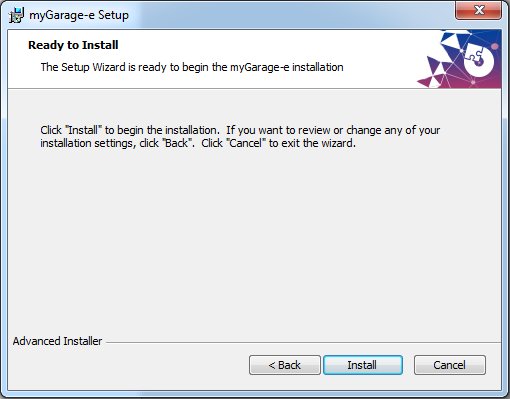 myGarage-e Setup
Ready to Install
The Setup Wizard is ready to begin the myGarage-e installation
Click "Install" to begin the installation.  If you want to review or change any of your
installation settings, click "Back".  Click "Cancel" to exit the wizard.
Advanced Installer
< Back
Install
Cancel